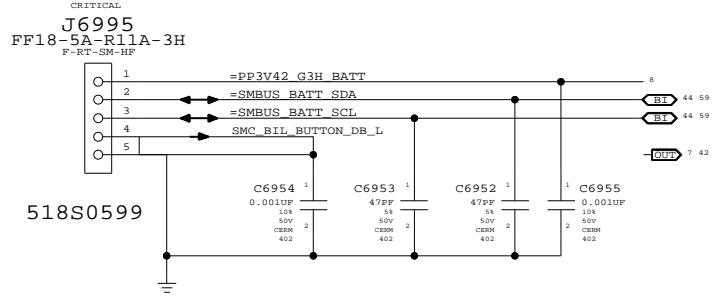 CRITICAL
J6995
FF18-5A-R11A-3H
F-RT-SM-HF
1
=PP3V42_G3H_BATT
8
2
=SMBUS_BATT_SDA
BI
44 59
3
=SMBUS_BATT_SCL
BI
44 59
4
SMC_BIL_BUTTON_DB_L
5
OUT
7 42
518S0599
C6954
0.001UF
10%
50V
CERM
402
1
2
C6953
47PF
5%
50V
CERM
402
1
2
C6952
47PF
5%
50V
CERM
402
1
2
1
2
C6955
0.001UF
10%
50V
CERM
402